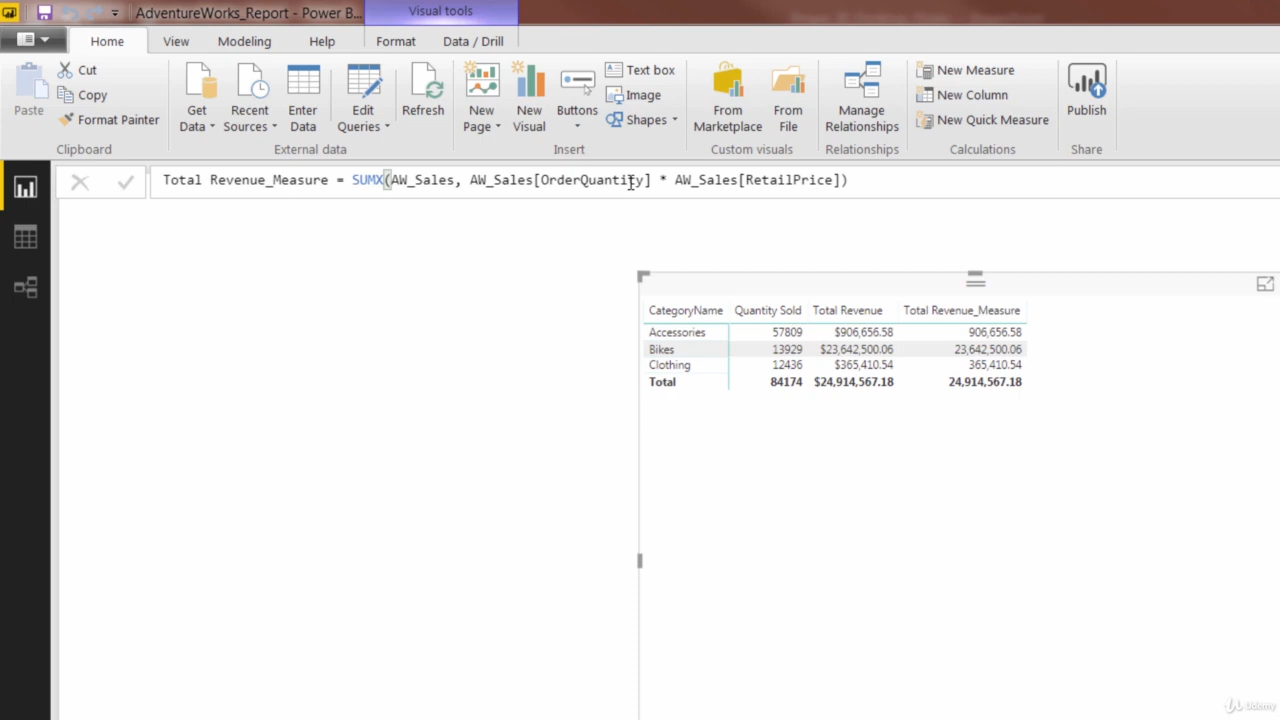 AdventureWorks_Report - Power B...
Visual tools
Home View Modeling Help Format Data / Drill
Paste
Cut
Copy
Format Painter
Clipboard
Get Data
Recent Sources
Enter Data
Edit Queries
Refresh
External data
New Page
New Visual
Buttons
Text box
Image
Shapes
Insert
From Marketplace
From File
Custom visuals
Manage Relationships
Relationships
New Measure
New Column
New Quick Measure
Calculations
Publish
Share
Total Revenue_Measure = SUMX(AW_Sales, AW_Sales[OrderQuantity] * AW_Sales[RetailPrice])
CategoryName Quantity Sold Total Revenue Total Revenue_Measure
Accessories 57809 $906,656.58 906,656.58
Bikes 13929 $23,642,500.06 23,642,500.06
Clothing 12436 $365,410.54 365,410.54
Total 84174 $24,914,567.18 24,914,567.18
Udemy